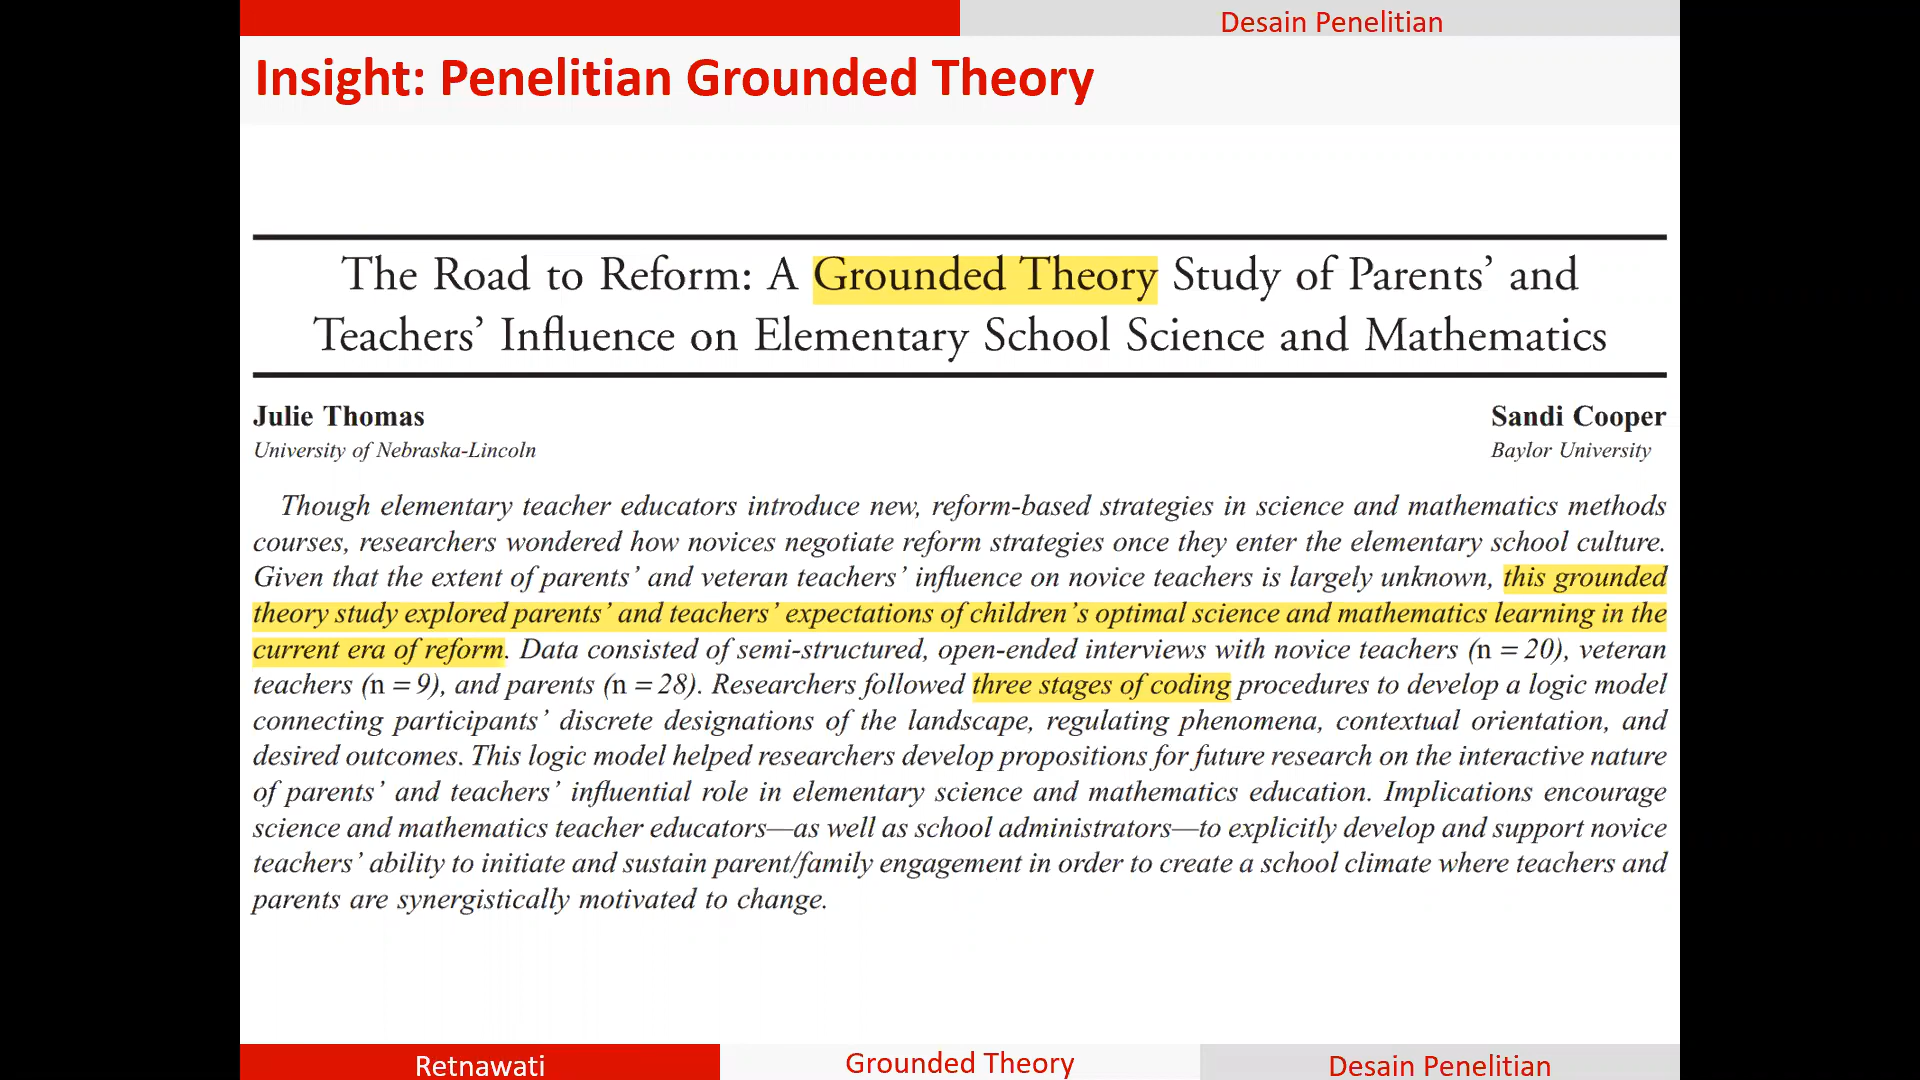 Desain Penelitian
Insight: Penelitian Grounded Theory
The Road to Reform: A Grounded Theory Study of Parents’ and
Teachers’ Influence on Elementary School Science and Mathematics
Julie Thomas
University of Nebraska-Lincoln
Sandi Cooper
Baylor University
Though elementary teacher educators introduce new, reform-based strategies in science and mathematics methods
courses, researchers wondered how novices negotiate reform strategies once they enter the elementary school culture.
Given that the extent of parents’ and veteran teachers’ influence on novice teachers is largely unknown, this grounded
theory study explored parents’ and teachers’ expectations of children’s optimal science and mathematics learning in the
current era of reform. Data consisted of semi-structured, open-ended interviews with novice teachers (n = 20), veteran
teachers (n = 9), and parents (n = 28). Researchers followed three stages of coding procedures to develop a logic model
connecting participants’ discrete designations of the landscape, regulating phenomena, contextual orientation, and
desired outcomes. This logic model helped researchers develop propositions for future research on the interactive nature
of parents’ and teachers’ influential role in elementary science and mathematics education. Implications encourage
science and mathematics teacher educators—as well as school administrators—to explicitly develop and support novice
teachers’ ability to initiate and sustain parent/family engagement in order to create a school climate where teachers and
parents are synergistically motivated to change.
Retnawati
Grounded Theory
Desain Penelitian